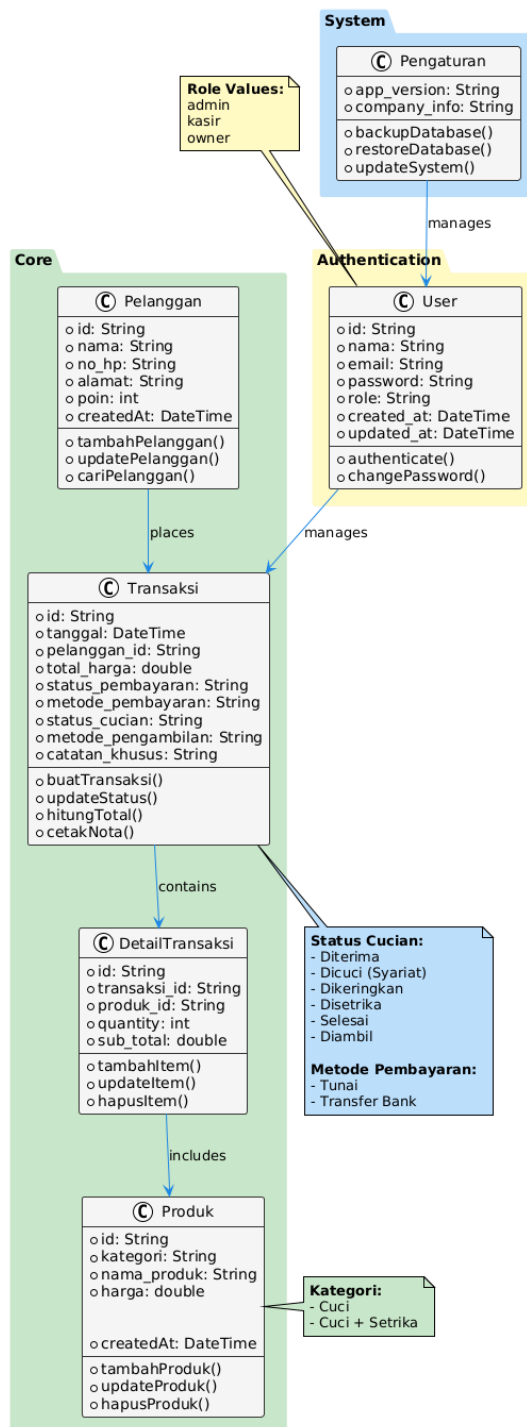 System
C Pengaturan
app_version: String
company_info: String
backupDatabase()
restoreDatabase()
updateSystem()
Role Values:
admin
kasir
owner
manages
Core
Authentication
C Pelanggan
id: String
nama: String
no_hp: String
alamat: String
poin: int
createdAt: DateTime
tambahPelanggan()
updatePelanggan()
cariPelanggan()
C User
id: String
nama: String
email: String
password: String
role: String
created_at: DateTime
updated_at: DateTime
authenticate()
changePassword()
places
manages
C Transaksi
id: String
tanggal: DateTime
pelanggan_id: String
total_harga: double
status_pembayaran: String
metode_pembayaran: String
status_cucian: String
metode_pengambilan: String
catatan_khusus: String
buatTransaksi()
updateStatus()
hitungTotal()
cetakNota()
contains
C DetailTransaksi
id: String
transaksi_id: String
produk_id: String
quantity: int
sub_total: double
tambahItem()
updateItem()
hapusItem()
Status Cucian:
- Diterima
- Dicuci (Syariat)
- Dikeringkan
- Disetrika
- Selesai
- Diambil
Metode Pembayaran:
- Tunai
- Transfer Bank
includes
C Produk
id: String
kategori: String
nama_produk: String
harga: double
createdAt: DateTime
tambahProduk()
updateProduk()
hapusProduk()
Kategori:
- Cuci
- Cuci + Setrika